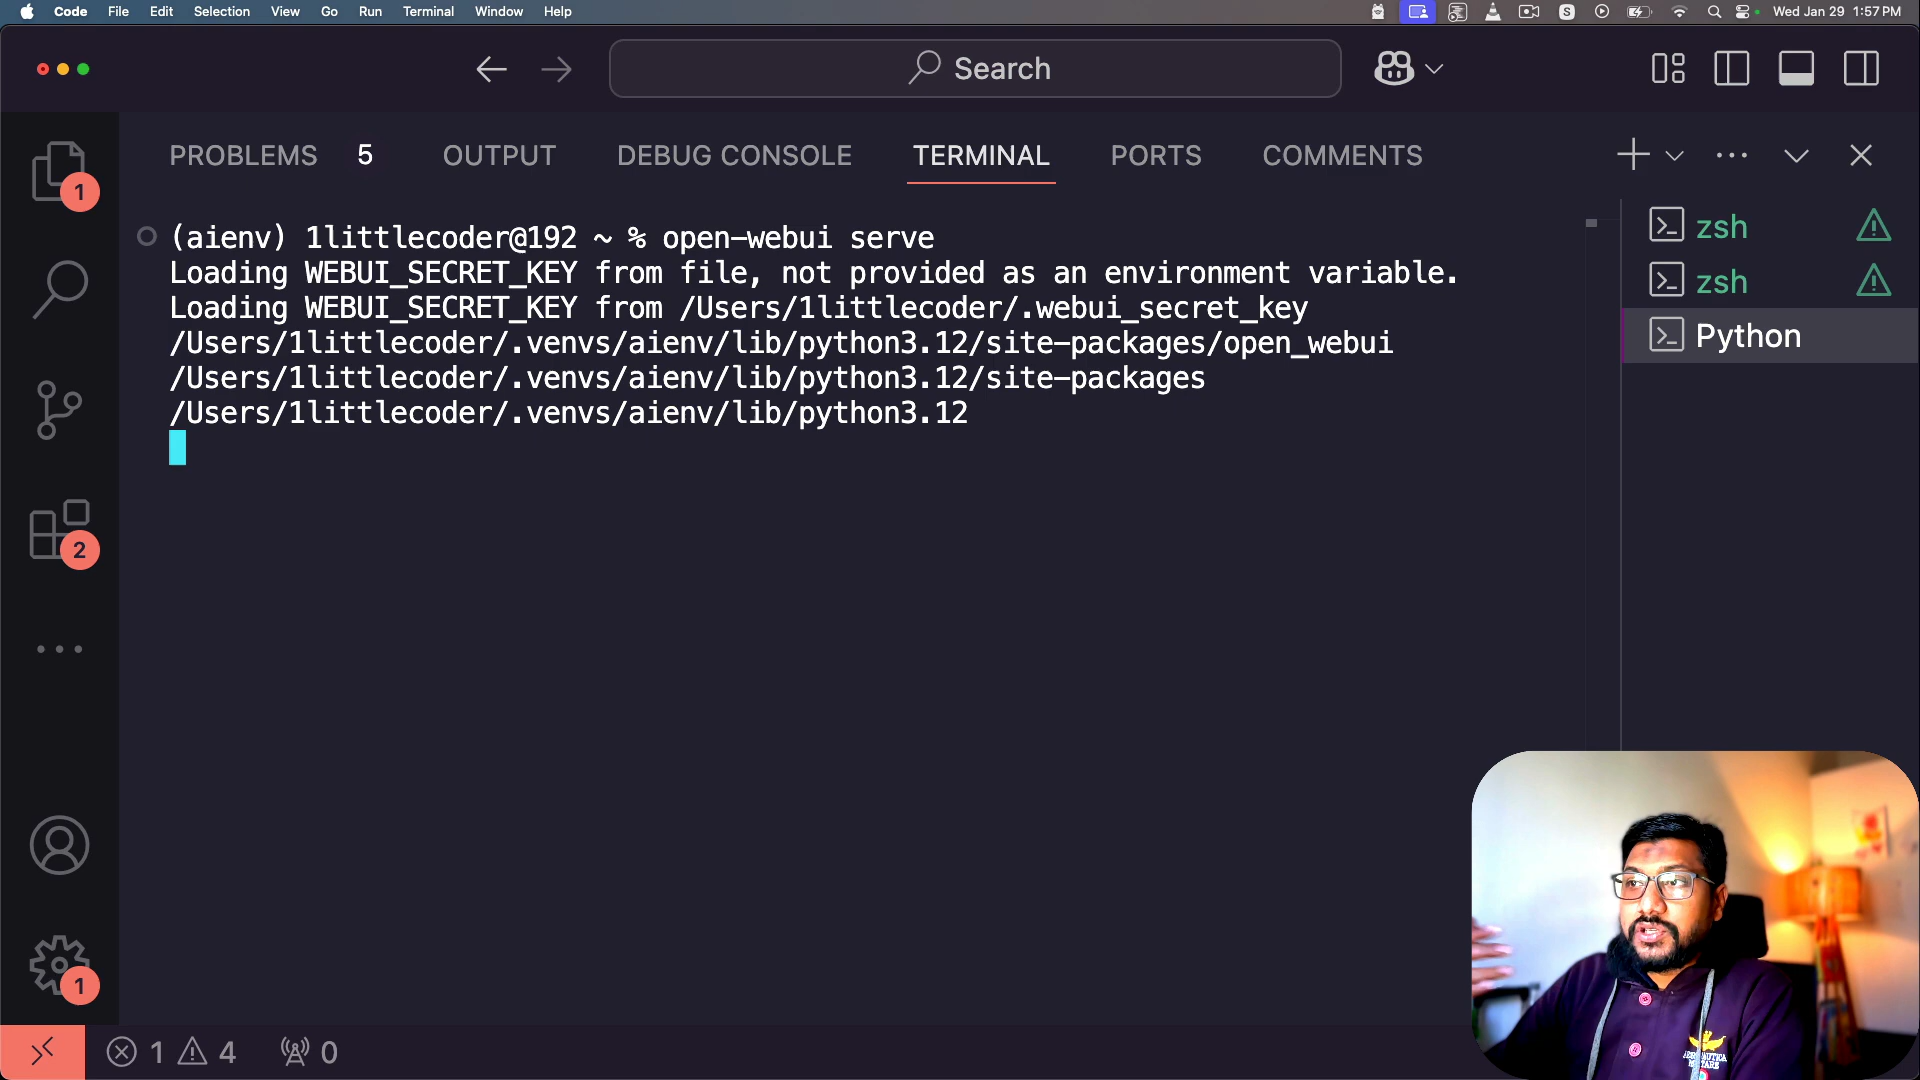 Code File Edit Selection View Go Run Terminal Window Help
S
Wed Jan 29 1:57 PM
Search
PROBLEMS 5 OUTPUT DEBUG CONSOLE TERMINAL PORTS COMMENTS
(aienv) 1littlecoder@192 ~ % open-webui serve
Loading WEBUI_SECRET_KEY from file, not provided as an environment variable.
Loading WEBUI_SECRET_KEY from /Users/1littlecoder/.webui_secret_key
/Users/1littlecoder/.venvs/aienv/lib/python3.12/site-packages/open_webui
/Users/1littlecoder/.venvs/aienv/lib/python3.12/site-packages
/Users/1littlecoder/.venvs/aienv/lib/python3.12
zsh
zsh
Python
1
2
1
1 4 0